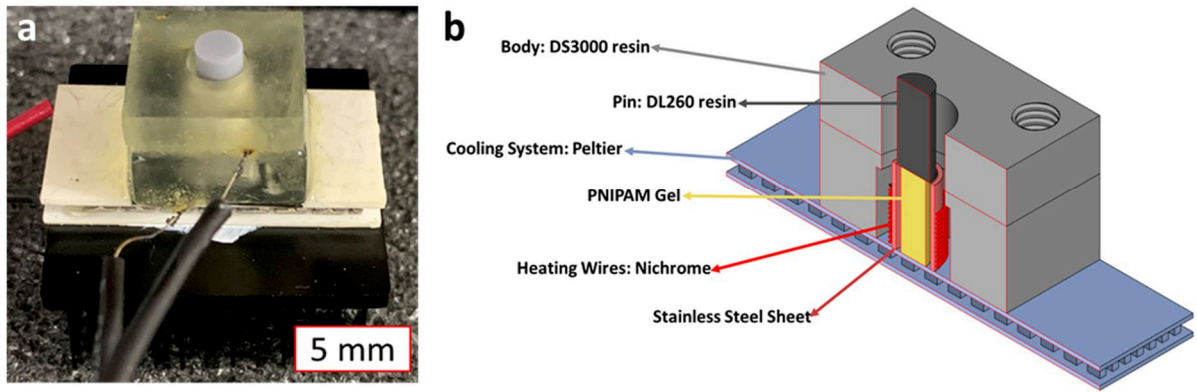 a
b
Body: DS3000 resin
Pin: DL260 resin
Cooling System: Peltier
PNIPAM Gel
Heating Wires: Nichrome
Stainless Steel Sheet
5 mm